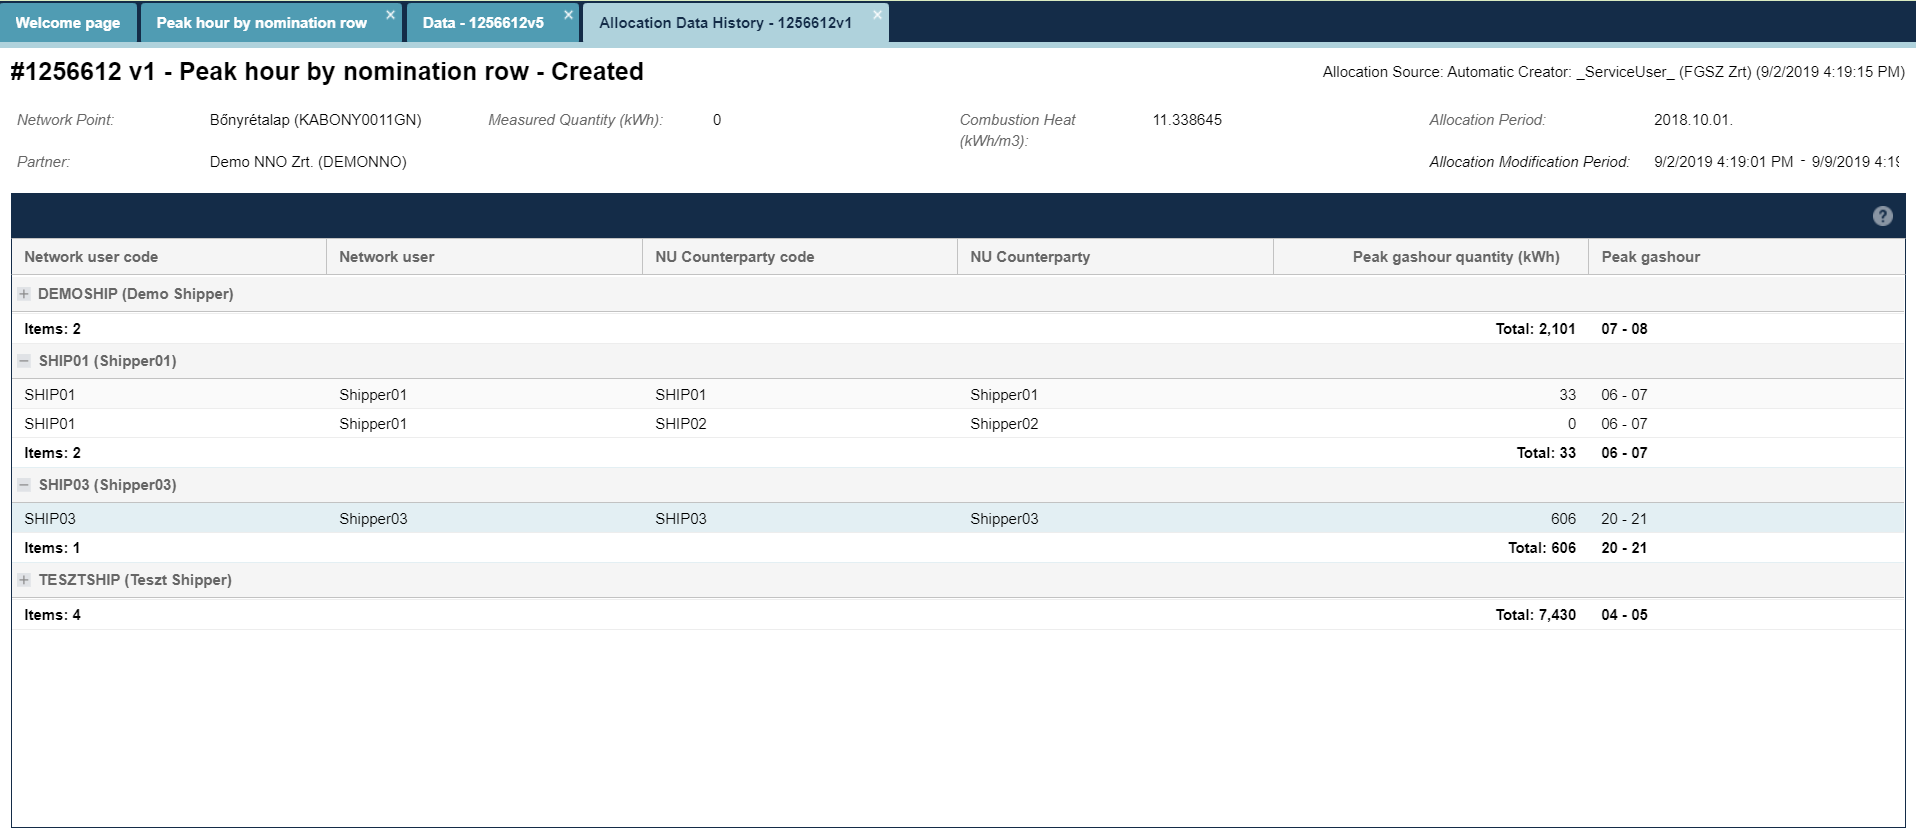 Welcome page
Peak hour by nomination row
Data - 1256612v5
Allocation Data History - 1256612v1
#1256612 v1 - Peak hour by nomination row - Created
Allocation Source: Automatic Creator: _ServiceUser_ (FGSZ Zrt) (9/2/2019 4:19:15 PM)
Network Point: Bőnyrétalap (KABONY0011GN) Measured Quantity (kWh): 0 Combustion Heat (kWh/m3): 11.338645 Allocation Period: 2018.10.01.
Partner: Demo NNO Zrt. (DEMONNO) Allocation Modification Period: 9/2/2019 4:19:01 PM - 9/9/2019 4:19
?
Network user code Network user NU Counterparty code NU Counterparty Peak gashour quantity (kWh) Peak gashour
DEMOSHIP (Demo Shipper)
Items: 2 Total: 2,101 07 - 08
SHIP01 (Shipper01)
SHIP01 Shipper01 SHIP01 Shipper01 33 06 - 07
SHIP01 Shipper01 SHIP02 Shipper02 0 06 - 07
Items: 2 Total: 33 06 - 07
SHIP03 (Shipper03)
SHIP03 Shipper03 SHIP03 Shipper03 606 20 - 21
Items: 1 Total: 606 20 - 21
TESZTSHIP (Teszt Shipper)
Items: 4 Total: 7,430 04 - 05